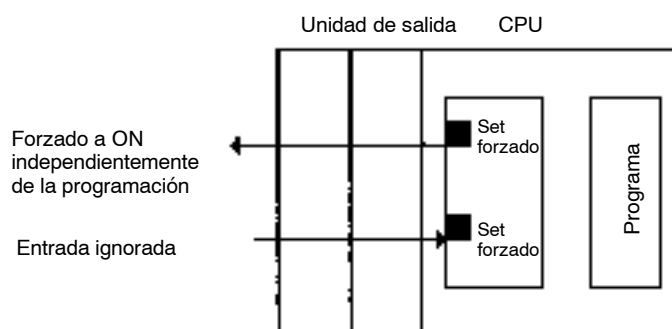 Unidad de salida CPU
Set
forzado
Forzado a ON
independientemente
de la programación
Programa
Set
forzado
Entrada ignorada